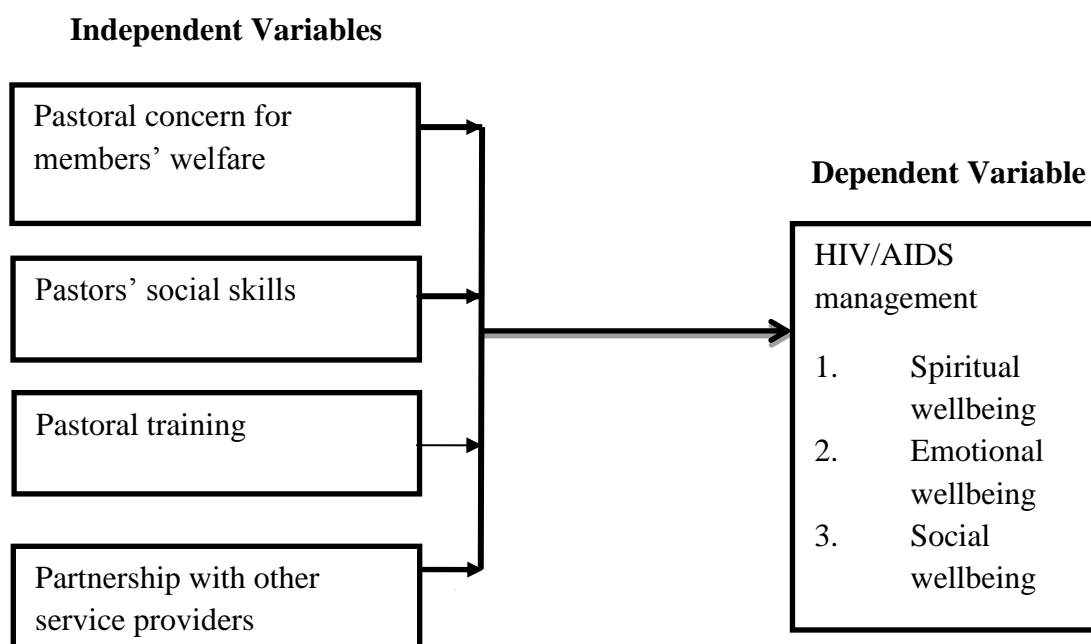 Independent Variables
Pastoral concern for
members’ welfare
Pastors’ social skills
Pastoral training
Partnership with other
service providers
Dependent Variable
HIV/AIDS
management
1. Spiritual
wellbeing
2. Emotional
wellbeing
3. Social
wellbeing